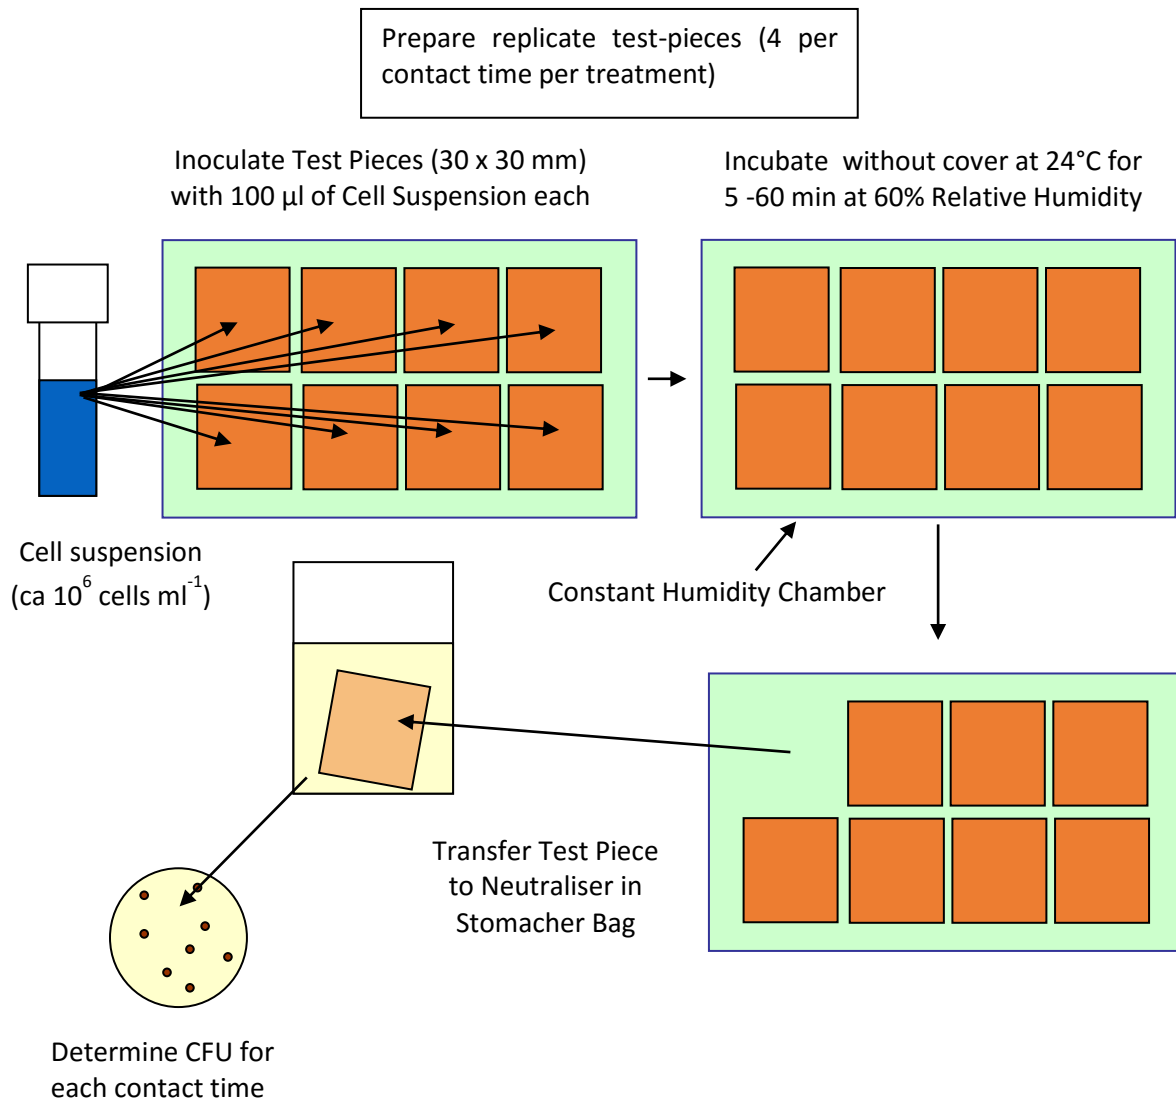 Prepare replicate test-pieces (4 per
contact time per treatment)
Inoculate Test Pieces (30 x 30 mm)
with 100 µl of Cell Suspension each
Incubate without cover at 24°C for
5 -60 min at 60% Relative Humidity
Cell suspension
(ca 10⁶ cells ml⁻¹)
Constant Humidity Chamber
Transfer Test Piece
to Neutraliser in
Stomacher Bag
Determine CFU for
each contact time